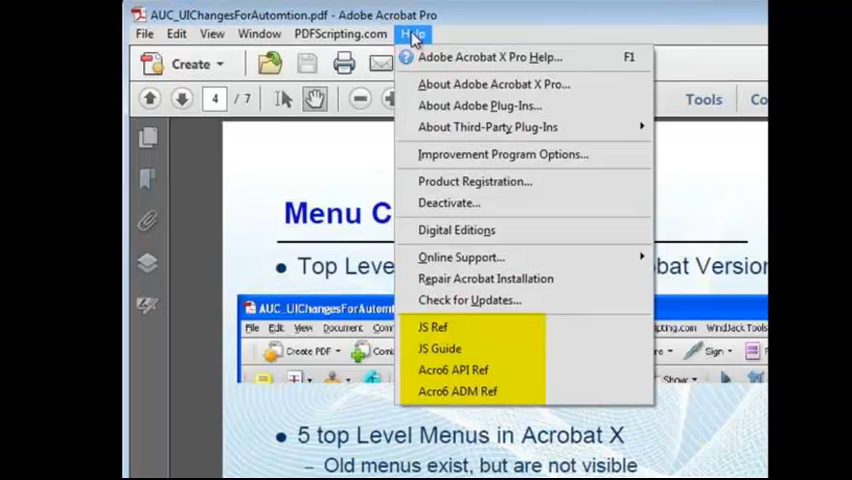 AUC_UIChangesForAutomtion.pdf - Adobe Acrobat Pro
File Edit View Window PDFScripting.com Help
Create
Adobe Acrobat X Pro Help... F1
About Adobe Acrobat X Pro...
4 / 7
Tools
About Adobe Plug-Ins...
About Third-Party Plug-Ins
Improvement Program Options...
Product Registration...
Deactivate...
Menu C
Digital Editions
Online Support...
Top Leve
bat Version
Repair Acrobat Installation
Check for Updates...
AUC_UIChangesForAutomtion.p
JS Ref
File Edit View Document
WindJack Tools
JS Guide
Create PDF
Sign
Acro6 API Ref
Show
Acro6 ADM Ref
5 top Level Menus in Acrobat X
– Old menus exist, but are not visible